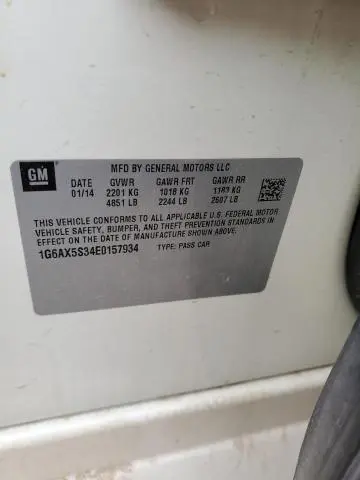 GM
MFD BY GENERAL MOTORS LLC
DATE GVWR GAWR FRT GAWR RR
01/14 2201 KG 1018 KG 1183 KG
4851 LB 2244 LB 2607 LB
THIS VEHICLE CONFORMS TO ALL APPLICABLE U.S. FEDERAL MOTOR
VEHICLE SAFETY, BUMPER, AND THEFT PREVENTION STANDARDS IN
EFFECT ON THE DATE OF MANUFACTURE SHOWN ABOVE.
1G6AX5S34E0157934 TYPE: PASS CAR